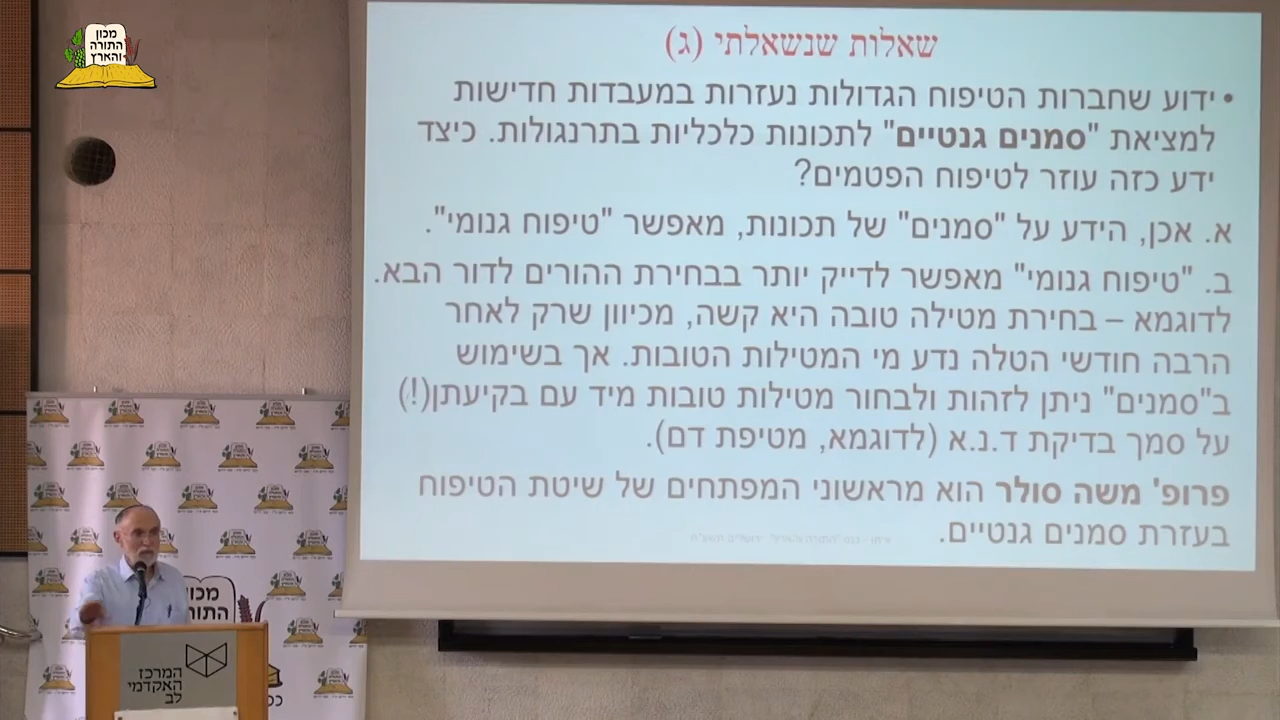 מכון
התורה
והארץ
שאלות שנשאלתי (ג)
• ידוע שחברות הטיפוח הגדולות נעזרות במעבדות חדישות
למציאת "סמנים גנטיים" לתכונות כלכליות בתרנגולות. כיצד
ידע כזה עוזר לטיפוח הפטמים?
א. אכן, הידע על "סמנים" של תכונות, מאפשר "טיפוח גנומי".
ב. "טיפוח גנומי" מאפשר לדייק יותר בבחירת ההורים לדור הבא.
לדוגמא – בחירת מטילה טובה היא קשה, מכיוון שרק לאחר
הרבה חודשי הטלה נדע מי המטילות הטובות. אך בשימוש
ב"סמנים" ניתן לזהות ולבחור מטילות טובות מיד עם בקיעתן(!)
על סמך בדיקת ד.נ.א (לדוגמא, מטיפת דם).
פרופ' משה סולר הוא מראשוני המפתחים של שיטת הטיפוח
בעזרת סמנים גנטיים.
מכון
התור
המרכז
האקדמי
לב